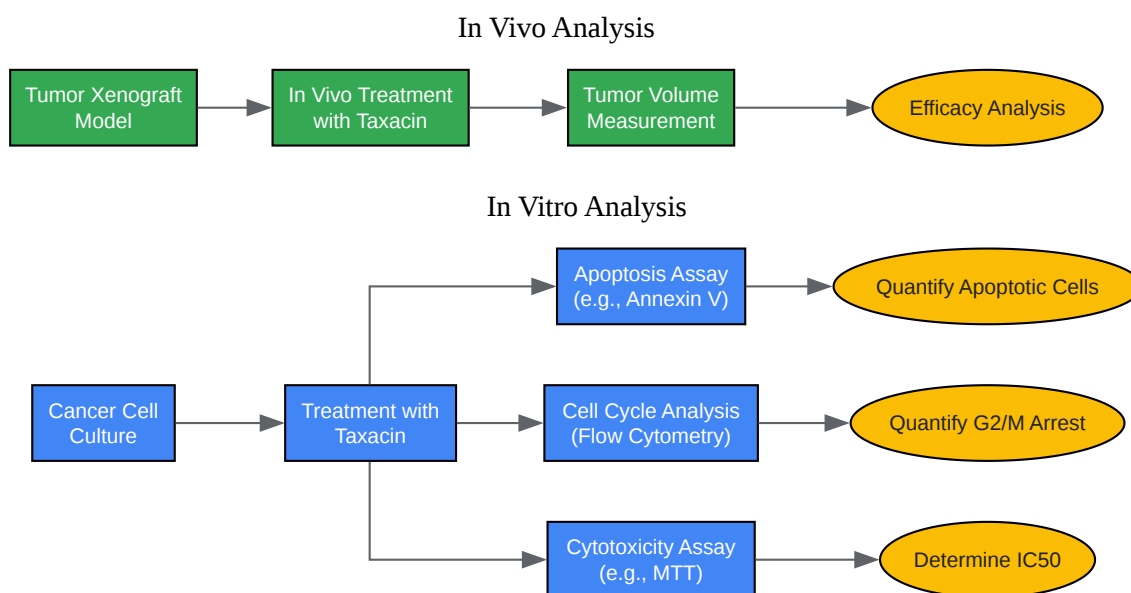 In Vivo Analysis
Tumor Xenograft
Model
In Vivo Treatment
with Taxacin
Tumor Volume
Measurement
Efficacy Analysis
In Vitro Analysis
Apoptosis Assay
(e.g., Annexin V)
Quantify Apoptotic Cells
Cancer Cell
Culture
Treatment with
Taxacin
Cell Cycle Analysis
(Flow Cytometry)
Quantify G2/M Arrest
Cytotoxicity Assay
(e.g., MTT)
Determine IC50